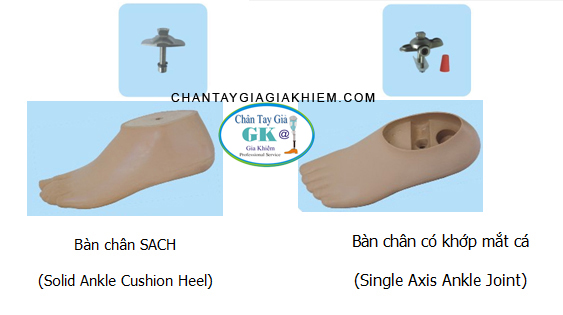 CHANTAYGIAGIAKHIEM.COM
Chân Tay Giả
GK @
Gia Khiêm
Professional Service
Bàn chân SACH
(Solid Ankle Cushion Heel)
Bàn chân có khớp mắt cá
(Single Axis Ankle Joint)